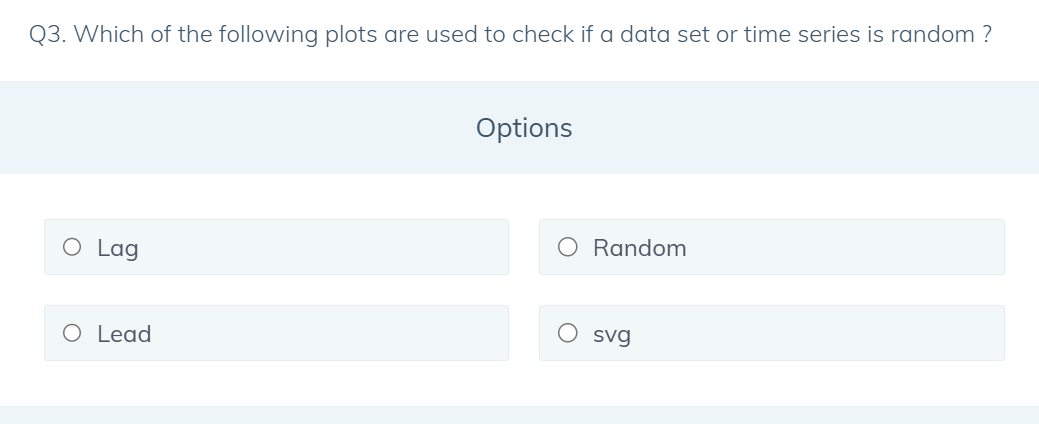 Q3. Which of the following plots are used to check if a data set or time series is random ?
Options
Lag
Random
Lead
svg